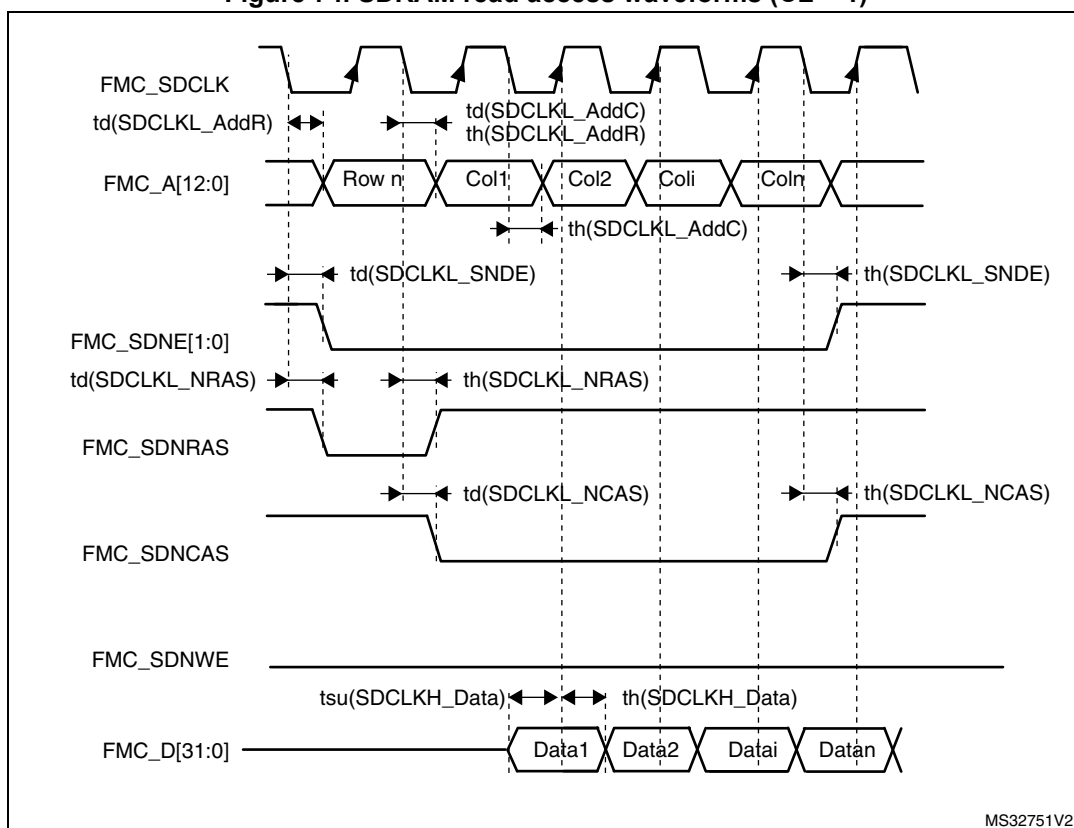 FMC_SDCLK
td(SDCLKL_AddR)
td(SDCLKL_AddC)
th(SDCLKL_AddR)
FMC_A[12:0]
Row n
Col1
Col2
Coli
Coln
th(SDCLKL_AddC)
td(SDCLKL_SNDE)
th(SDCLKL_SNDE)
FMC_SDNE[1:0]
td(SDCLKL_NRAS)
th(SDCLKL_NRAS)
FMC_SDNRAS
td(SDCLKL_NCAS)
th(SDCLKL_NCAS)
FMC_SDNCAS
FMC_SDNWE
tsu(SDCLKH_Data)
th(SDCLKH_Data)
FMC_D[31:0]
Data1
Data2
Datai
Datan
MS32751V2